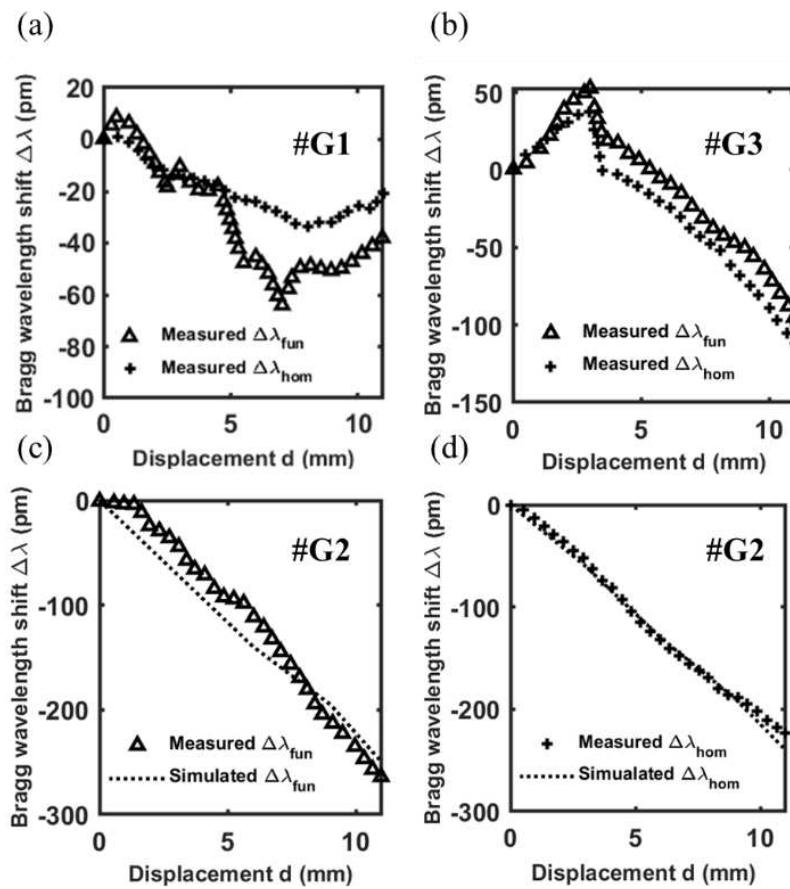 (a)
Bragg wavelength shift Δλ (pm)
20
0
-20
-40
-60
-80
-100
#G1
Measured Δλfun
Measured Δλhom
0
5
10
Displacement d (mm)
(b)
Bragg wavelength shift Δλ (pm)
50
0
-50
-100
-150
#G3
Measured Δλfun
Measured Δλhom
0
5
10
Displacement d (mm)
(c)
Bragg wavelength shift Δλ (pm)
0
-100
-200
-300
#G2
Measured Δλfun
Simulated Δλfun
0
5
10
Displacement d (mm)
(d)
Bragg wavelength shift Δλ (pm)
0
-100
-200
-300
#G2
Measured Δλhom
Simualated Δλhom
0
5
10
Displacement d (mm)